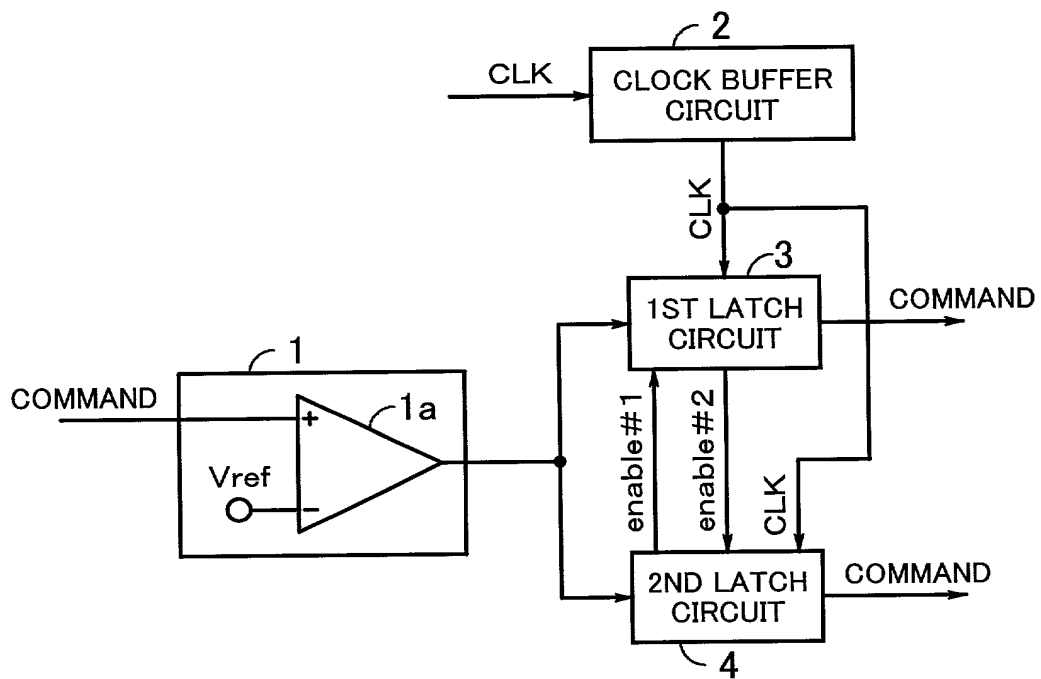 2
CLK
CLOCK BUFFER
CIRCUIT
CLK
3
1ST LATCH
CIRCUIT
COMMAND
1
COMMAND
1a
+
Vref
−
enable#1
enable#2
CLK
2ND LATCH
CIRCUIT
COMMAND
4